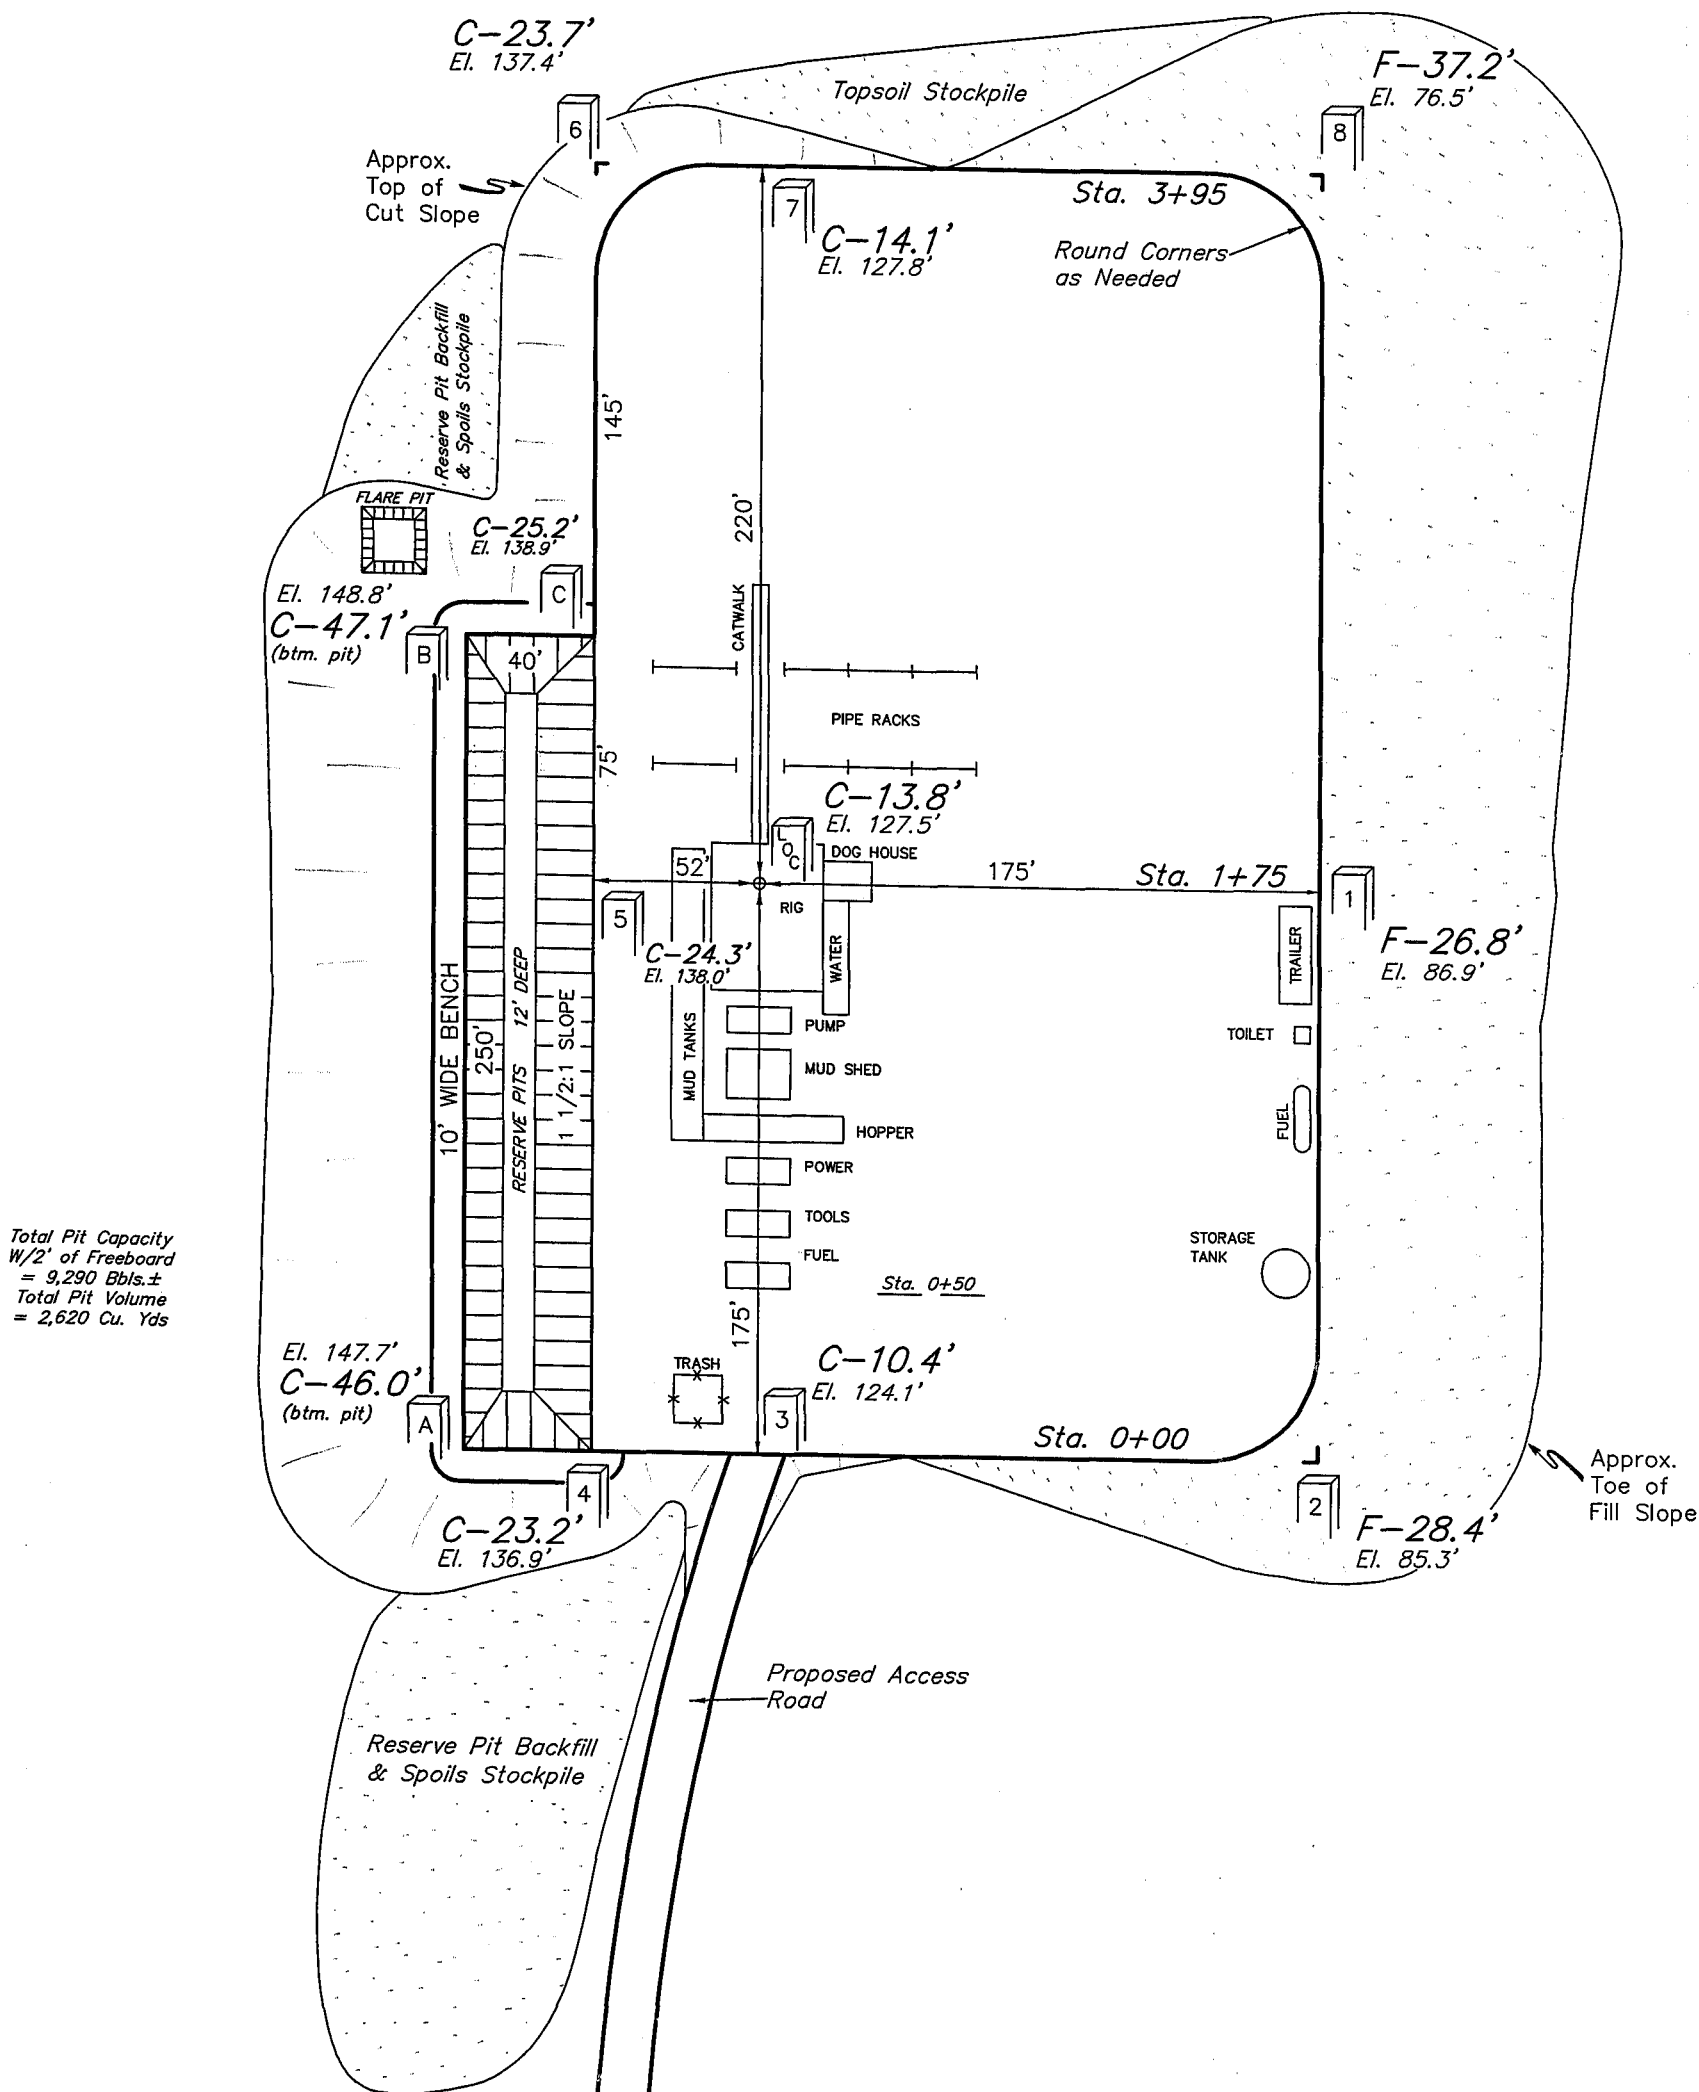 C-23.7'
El. 137.4'
F-37.2'
El. 76.5'
Topsoil Stockpile
6
8
Approx.
Top of
Cut Slope
Sta. 3+95
7
C-14.1'
El. 127.8'
Round Corners
as Needed
Reserve Pit Backfill
& Spoils Stockpile
145'
FLARE PIT
220'
C-25.2'
El. 138.9'
El. 148.8'
C-47.1'
(btm. pit)
C
B
CATWALK
40'
PIPE RACKS
75'
C-13.8'
El. 127.5'
LOC
DOG HOUSE
52'
175'
Sta. 1+75
1
RIG
5
C-24.3'
El. 138.0'
WATER
TRAILER
F-26.8'
El. 86.9'
10' WIDE BENCH
250'
RESERVE PITS 12' DEEP
1 1/2:1 SLOPE
MUD TANKS
PUMP
TOILET
MUD SHED
FUEL
HOPPER
POWER
TOOLS
FUEL
STORAGE
TANK
Total Pit Capacity
W/2' of Freeboard
= 9,290 Bbls.±
Total Pit Volume
= 2,620 Cu. Yds
Sta. 0+50
175'
El. 147.7'
C-46.0'
(btm. pit)
A
TRASH
C-10.4'
El. 124.1'
3
Sta. 0+00
Approx.
Toe of
Fill Slope
4
2
C-23.2'
El. 136.9'
F-28.4'
El. 85.3'
Proposed Access
Road
Reserve Pit Backfill
& Spoils Stockpile